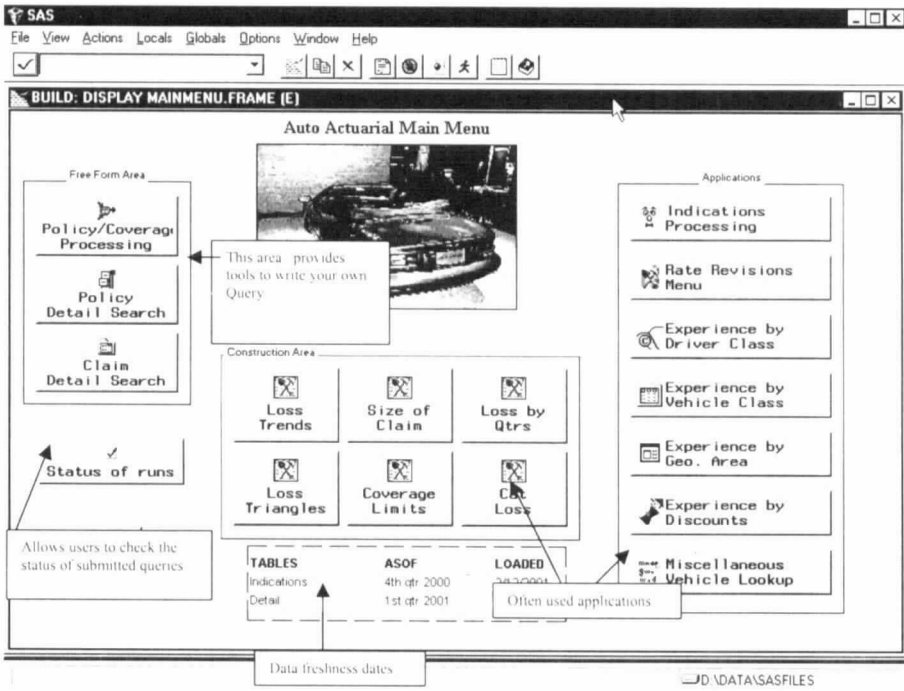 SAS
File View Actions Locals Globals Options Window Help
BUILD: DISPLAY MAINMENU.FRAME (E)
Auto Actuarial Main Menu
Free Form Area
Policy/Coverag
Processing
Policy
Detail Search
Claim
Detail Search
This area provides
tools to write your own
Query
Status of runs
Allows users to check the
status of submitted queries
Construction Area
Loss
Trends
Size of
Claim
Loss by
Qtrs
Loss
Triangles
Coverage
Limits
Cat
Loss
TABLES ASOF LOADED
Indications 4th qtr 2000
Detail 1st qtr 2001
Often used applications
Data freshness dates
Applications
Indications
Processing
Rate Revisions
Menu
Experience by
Driver Class
Experience by
Vehicle Class
Experience by
Geo. Area
Experience by
Discounts
Miscellaneous
Vehicle Lookup
D:\DATA\SASFILES